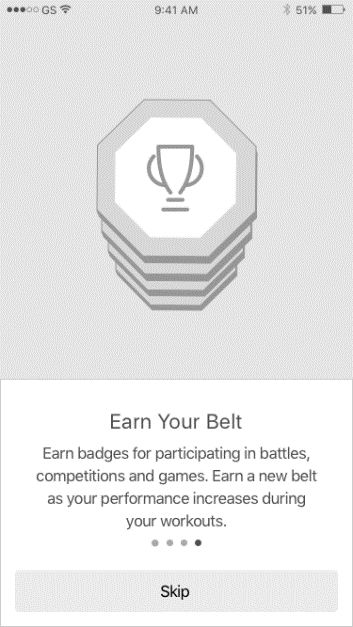 GS 9:41 AM 51%
Earn Your Belt
Earn badges for participating in battles,
competitions and games. Earn a new belt
as your performance increases during
your workouts.
Skip